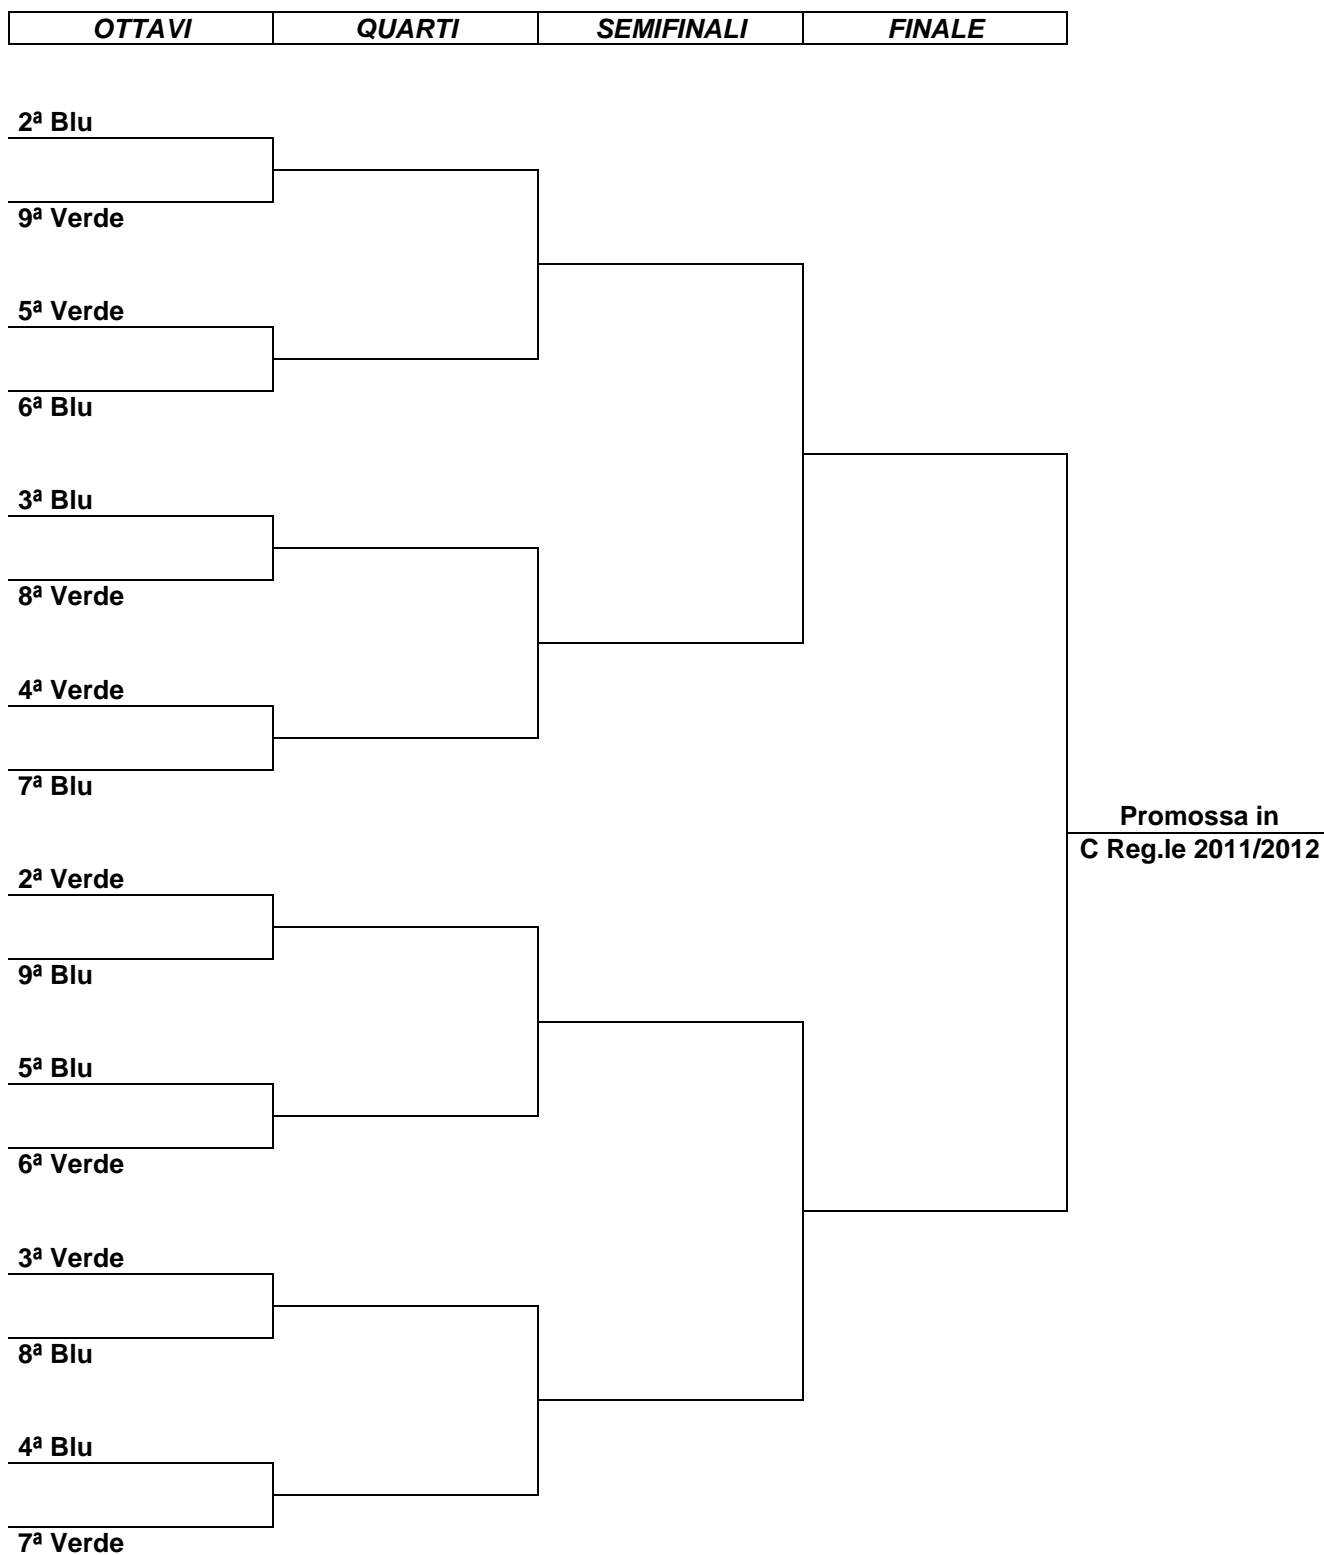 OTTAVI QUARTI SEMIFINALI FINALE
2ª Blu
9ª Verde
5ª Verde
6ª Blu
3ª Blu
8ª Verde
4ª Verde
7ª Blu
Promossa in
C Reg.le 2011/2012
2ª Verde
9ª Blu
5ª Blu
6ª Verde
3ª Verde
8ª Blu
4ª Blu
7ª Verde